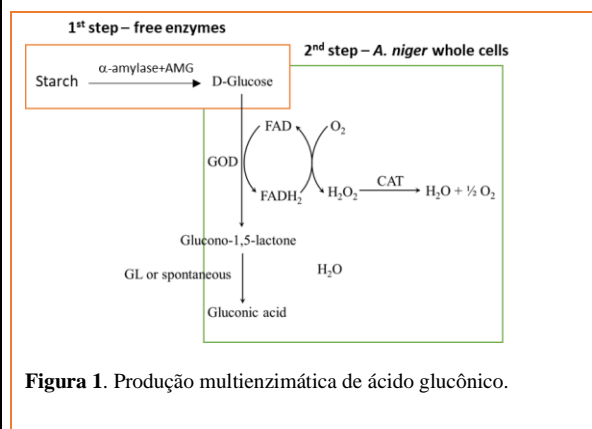 1st step – free enzymes
2nd step – A. niger whole cells
α-amylase+AMG
Starch
D-Glucose
FAD
O2
GOD
CAT
FADH2
H2O2
H2O + ½ O2
Glucono-1,5-lactone
GL or spontaneous
H2O
Gluconic acid
Figura 1. Produção multienzimática de ácido glucônico.